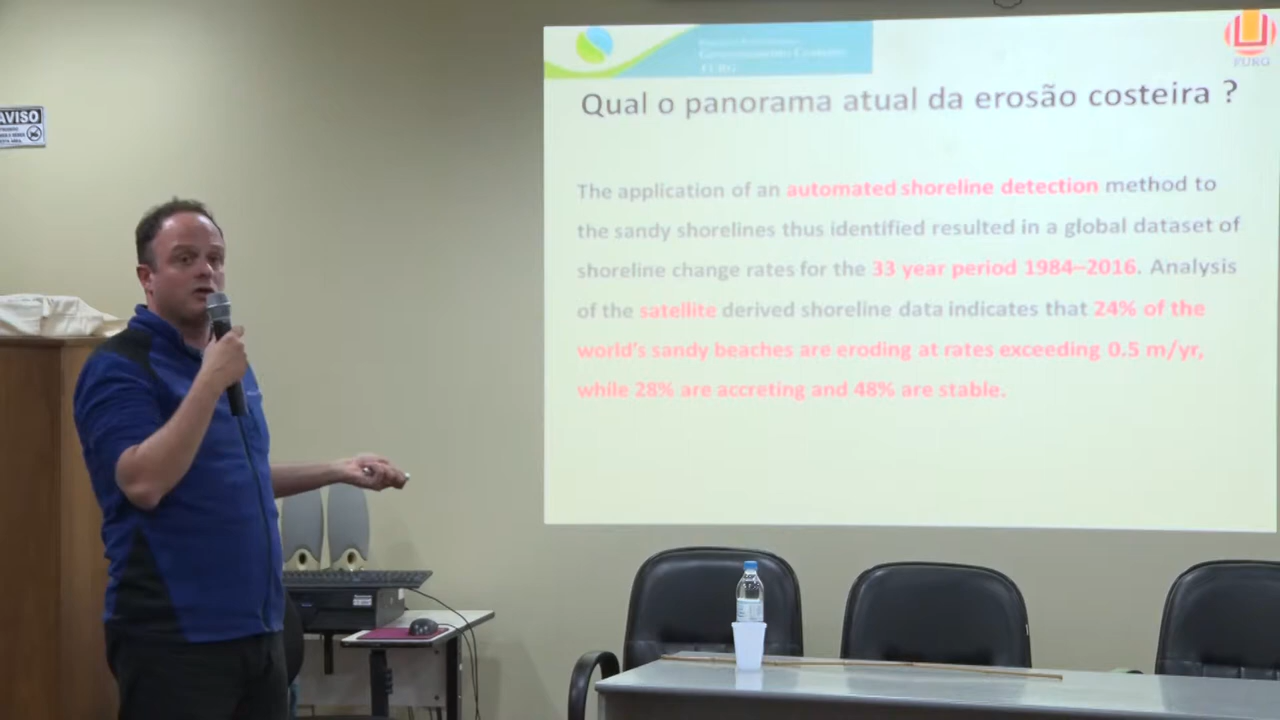 AVISO
Gerenciamento Costeiro
FURG
FURG
Qual o panorama atual da erosão costeira ?
The application of an automated shoreline detection method to
the sandy shorelines thus identified resulted in a global dataset of
shoreline change rates for the 33 year period 1984–2016. Analysis
of the satellite derived shoreline data indicates that 24% of the
world's sandy beaches are eroding at rates exceeding 0.5 m/yr,
while 28% are accreting and 48% are stable.